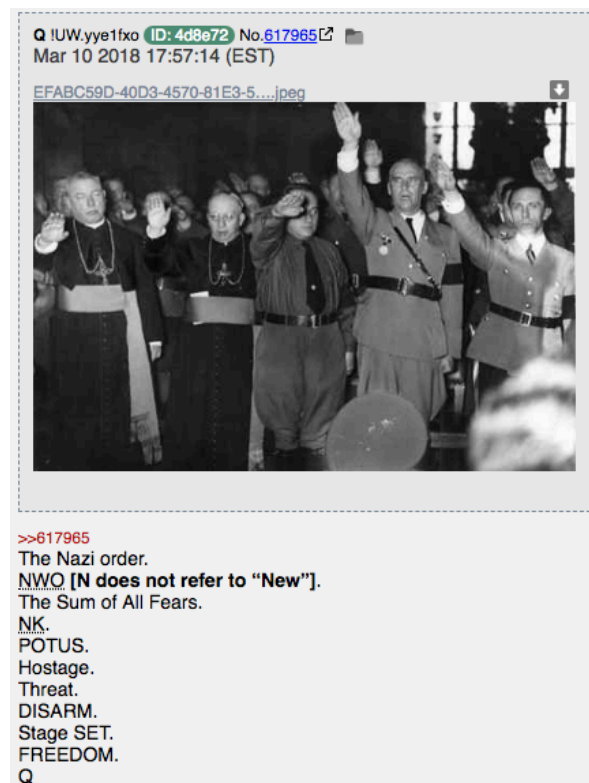 Q !UW.yye1fxo ID: 4d8e72 No.617965
Mar 10 2018 17:57:14 (EST)
EFABC59D-40D3-4570-81E3-5....jpeg
>>617965
The Nazi order.
NWO [N does not refer to “New”].
The Sum of All Fears.
NK.
POTUS.
Hostage.
Threat.
DISARM.
Stage SET.
FREEDOM.
Q